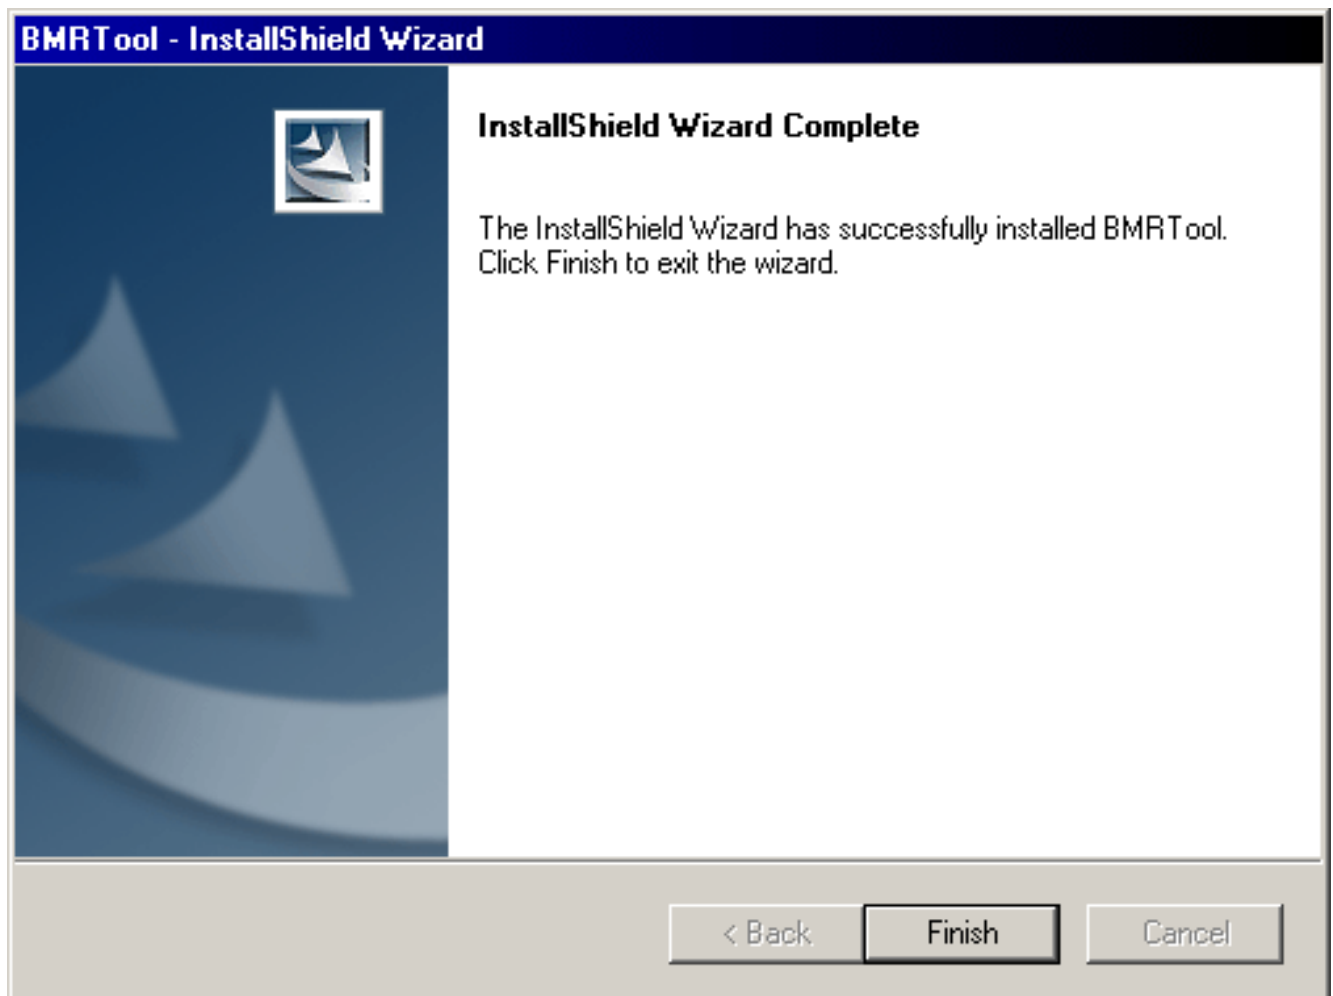 BMRTool - InstallShield Wizard
InstallShield Wizard Complete
The InstallShield Wizard has successfully installed BMRTool.
Click Finish to exit the wizard.
< Back
Finish
Cancel